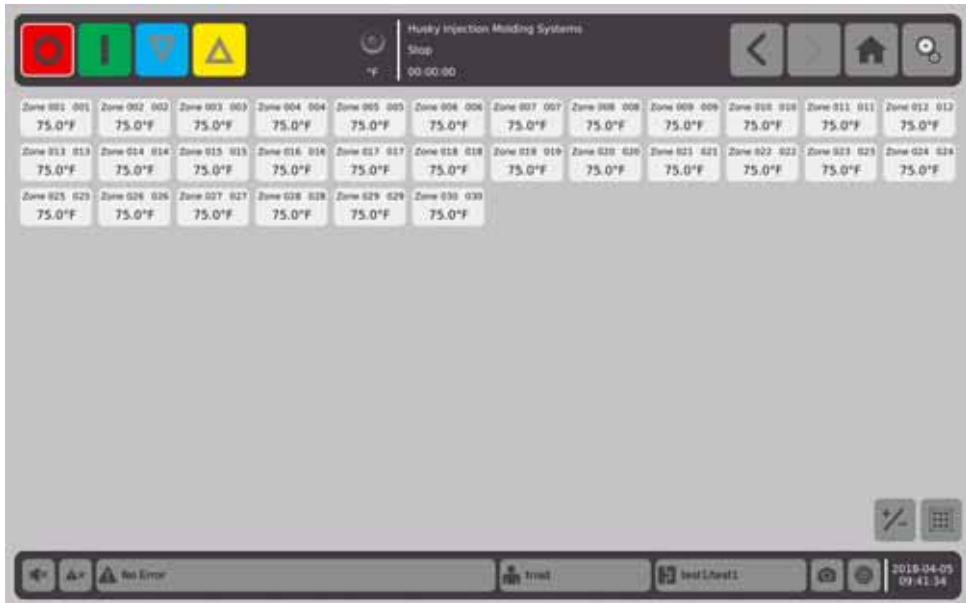 Husky Injection Molding Systems
Stop
°F 00:00:00
Zone 001 001 Zone 002 002 Zone 003 003 Zone 004 004 Zone 005 005 Zone 006 006 Zone 007 007 Zone 008 008 Zone 009 009 Zone 010 010 Zone 011 011 Zone 012 012
75.0°F 75.0°F 75.0°F 75.0°F 75.0°F 75.0°F 75.0°F 75.0°F 75.0°F 75.0°F 75.0°F 75.0°F
Zone 013 013 Zone 014 014 Zone 015 015 Zone 016 016 Zone 017 017 Zone 018 018 Zone 019 019 Zone 020 020 Zone 021 021 Zone 022 022 Zone 023 023 Zone 024 024
75.0°F 75.0°F 75.0°F 75.0°F 75.0°F 75.0°F 75.0°F 75.0°F 75.0°F 75.0°F 75.0°F 75.0°F
Zone 025 025 Zone 026 026 Zone 027 027 Zone 028 028 Zone 029 029 Zone 030 030
75.0°F 75.0°F 75.0°F 75.0°F 75.0°F 75.0°F
+/-
No Error triad test1/test1 2018-04-05
09:41:34